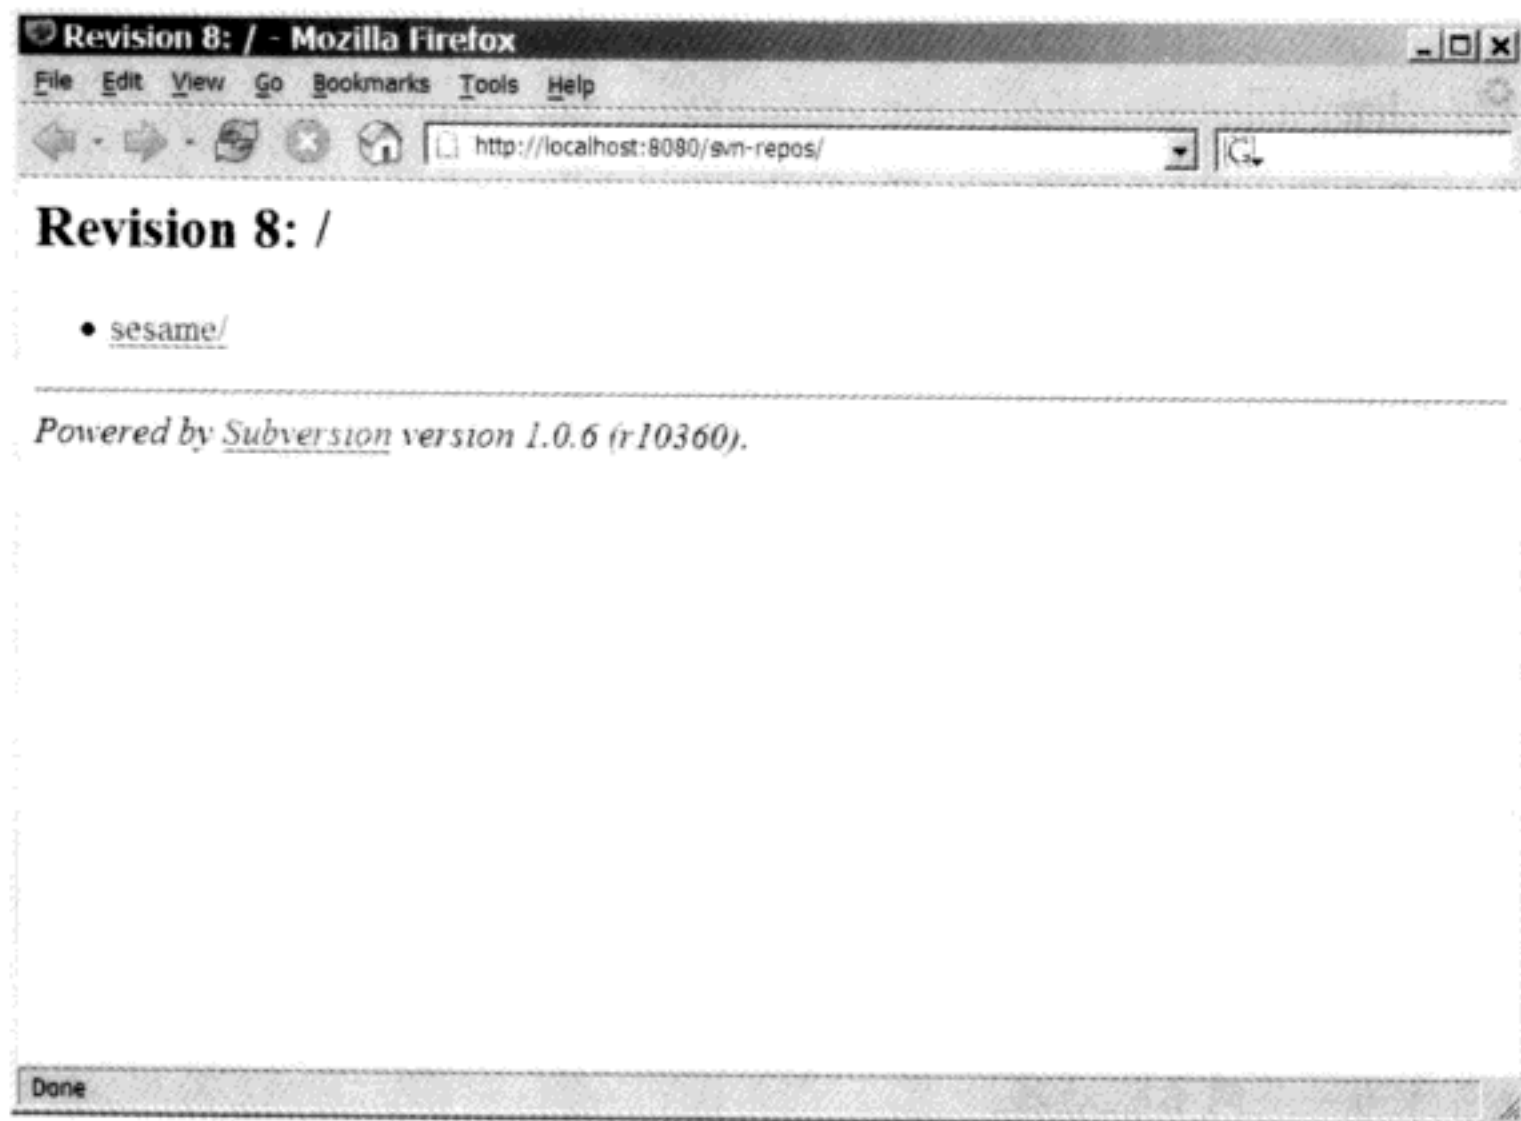 Revision 8: / - Mozilla Firefox
File Edit View Go Bookmarks Tools Help
http://localhost:8080/svn-repos/
G
Revision 8: /
• sesame/
Powered by Subversion version 1.0.6 (r10360).
Done